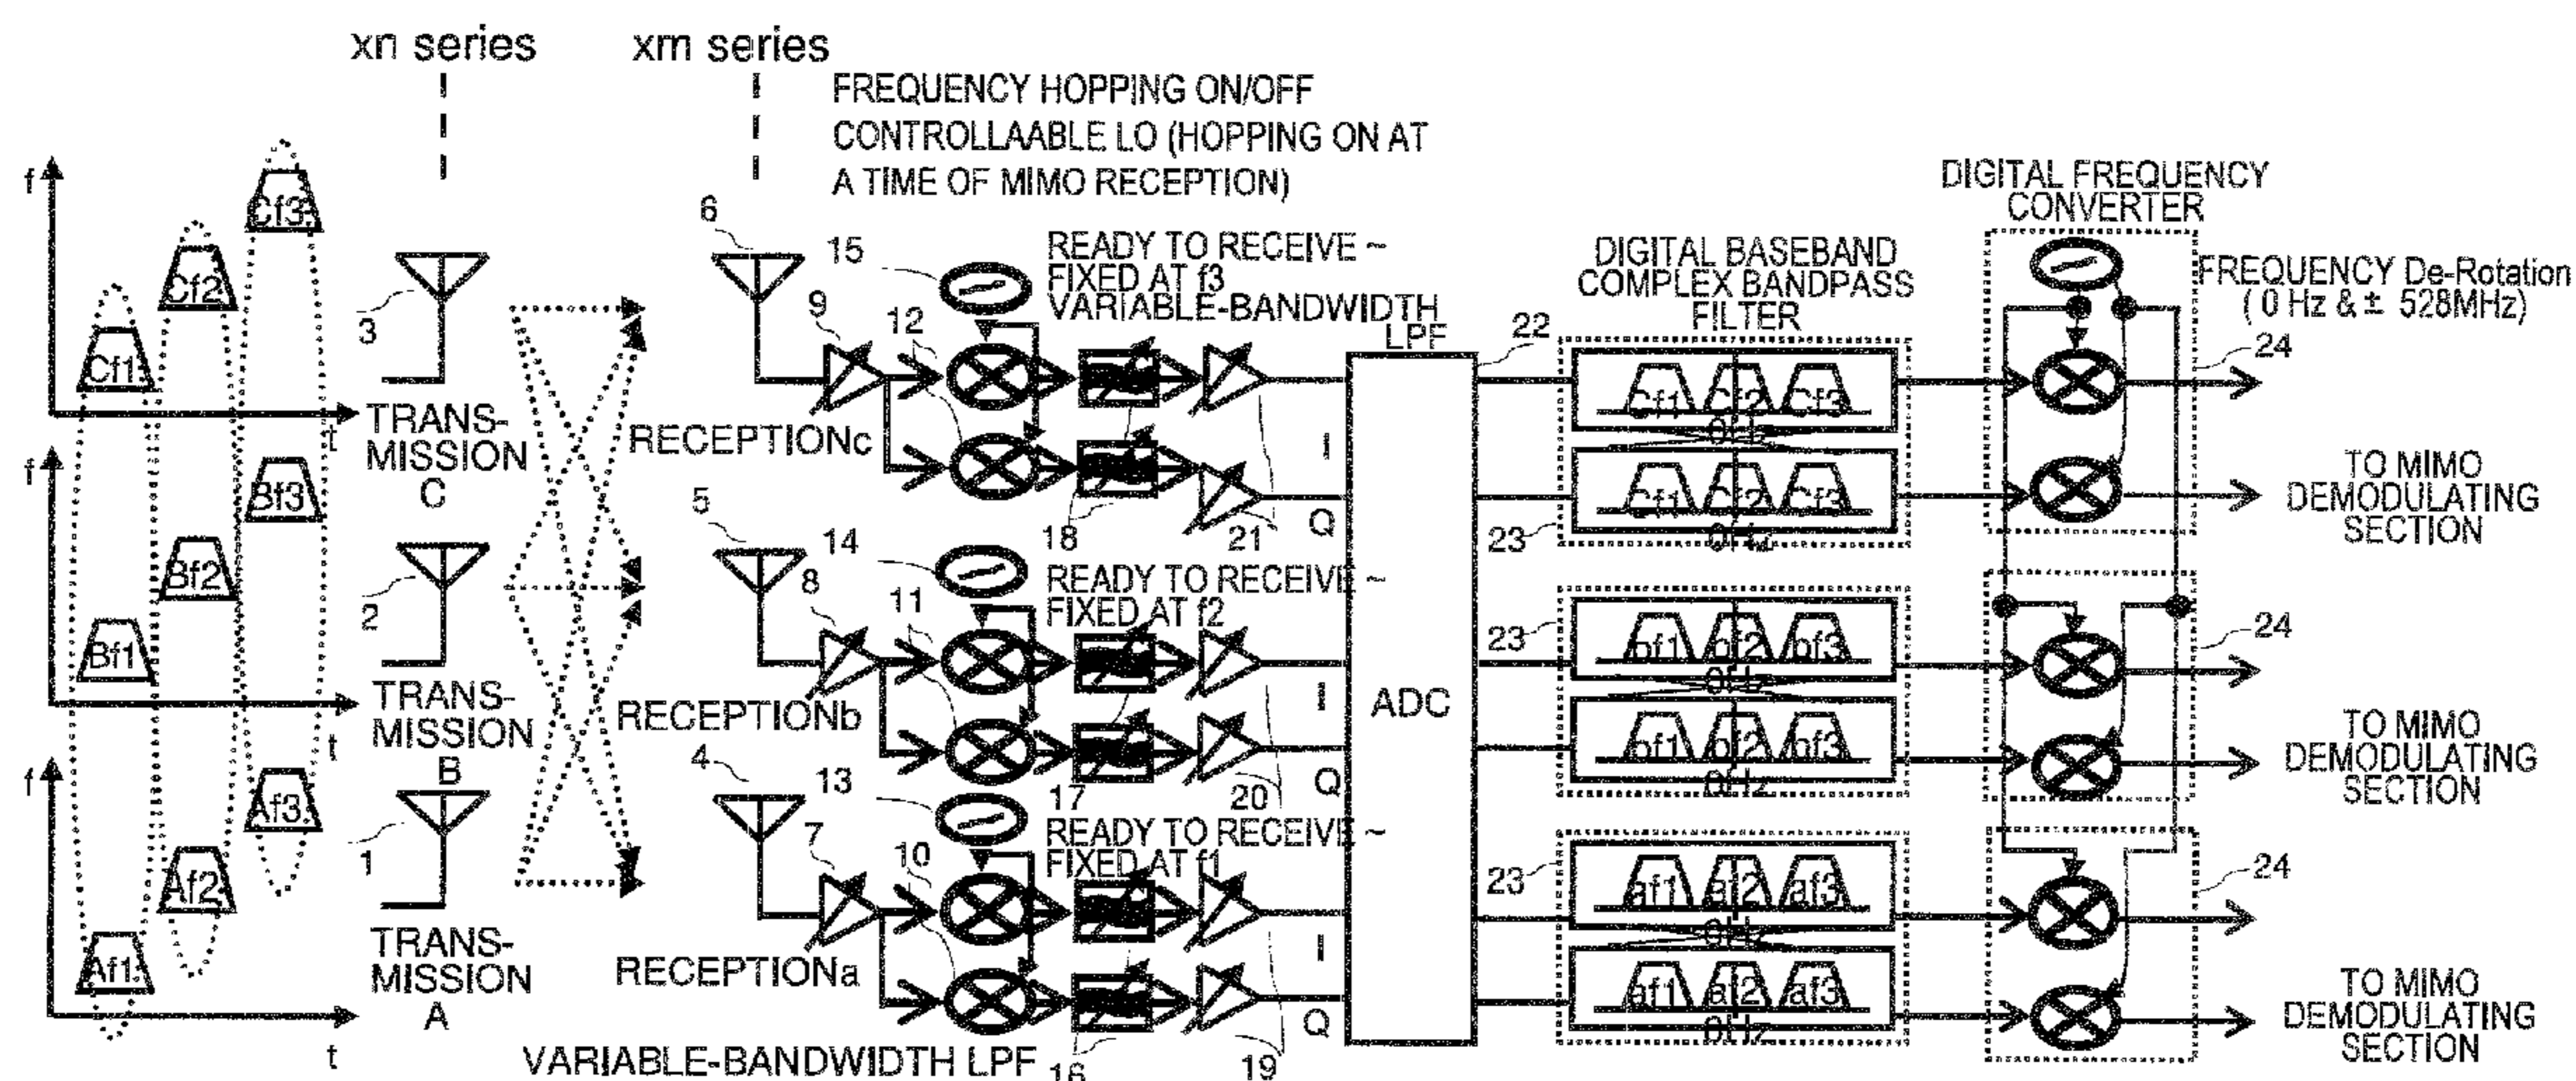 xn series
xm series
FREQUENCY HOPPING ON/OFF
CONTROLLAABLE LO (HOPPING ON AT
A TIME OF MIMO RECEPTION)
f
Cf1
Cf2
Cf3
t
3
TRANS-
MISSION
C
6
9
12
15
READY TO RECEIVE ~
FIXED AT f3
VARIABLE-BANDWIDTH
LPF
RECEPTIONc
18
21
I
Q
22
DIGITAL BASEBAND
COMPLEX BANDPASS
FILTER
Cf1 Cf2 Cf3
0Hz
Cf1 Cf2 Cf3
0Hz
23
DIGITAL FREQUENCY
CONVERTER
FREQUENCY De-Rotation
( 0 Hz & ± 528MHz)
24
TO MIMO
DEMODULATING
SECTION
f
Bf1
Bf2
Bf3
t
2
TRANS-
MISSION
B
5
8
11
14
READY TO RECEIVE ~
FIXED AT f2
RECEPTIONb
17
20
I
Q
ADC
23
bf1 bf2 bf3
0Hz
bf1 bf2 bf3
0Hz
24
TO MIMO
DEMODULATING
SECTION
f
Af1
Af2
Af3
t
1
TRANS-
MISSION
A
4
7
10
13
READY TO RECEIVE ~
FIXED AT f1
RECEPTIONa
VARIABLE-BANDWIDTH LPF
16
19
I
Q
23
af1 af2 af3
0Hz
af1 af2 af3
0Hz
24
TO MIMO
DEMODULATING
SECTION